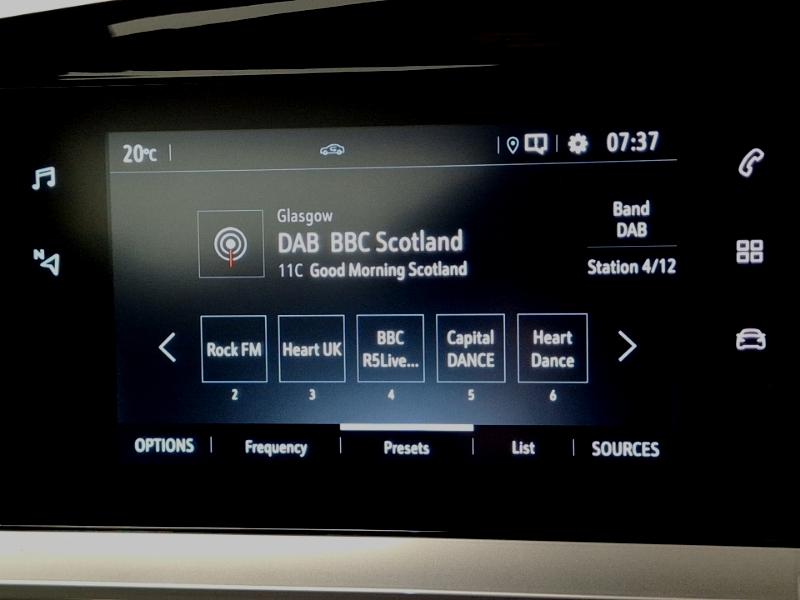 20°C 07:37
Glasgow
DAB BBC Scotland
11C Good Morning Scotland
Band
DAB
Station 4/12
N
Rock FM
Heart UK
BBC
R5Live...
Capital
DANCE
Heart
Dance
2 3 4 5 6
OPTIONS Frequency Presets List SOURCES